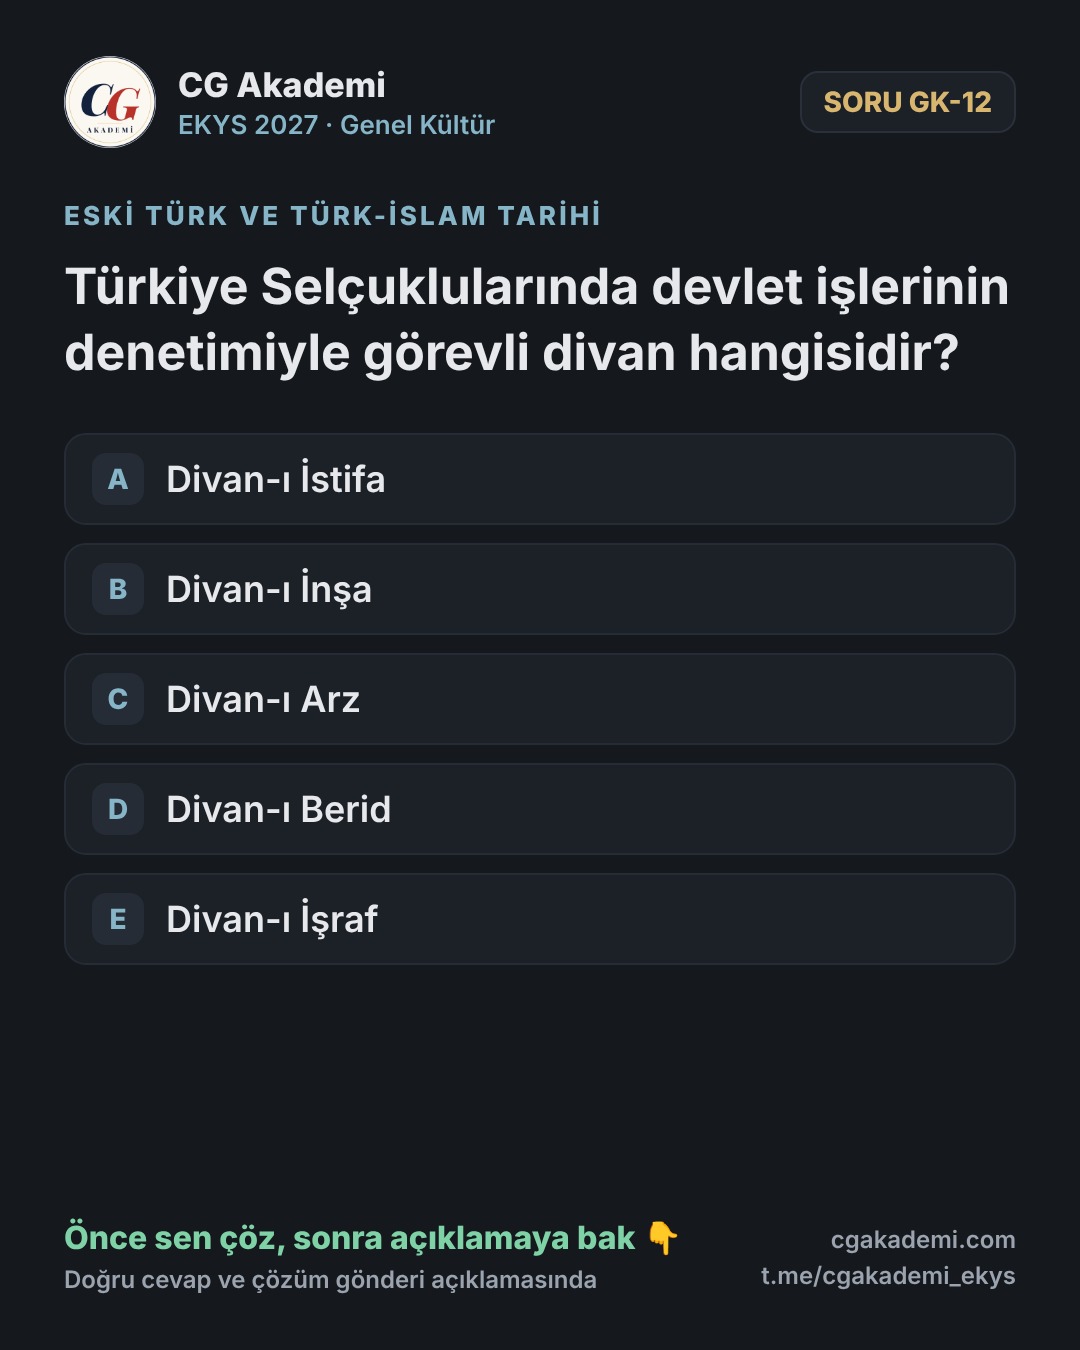 CG
AKADEMİ
CG Akademi
EKYS 2027 · Genel Kültür
SORU GK-12
ESKİ TÜRK VE TÜRK-İSLAM TARİHİ
Türkiye Selçuklularında devlet işlerinin
denetimiyle görevli divan hangisidir?
A Divan-ı İstifa
B Divan-ı İnşa
C Divan-ı Arz
D Divan-ı Berid
E Divan-ı İşraf
Önce sen çöz, sonra açıklamaya bak 👇
Doğru cevap ve çözüm gönderi açıklamasında
cgakademi.com
t.me/cgakademi_ekys